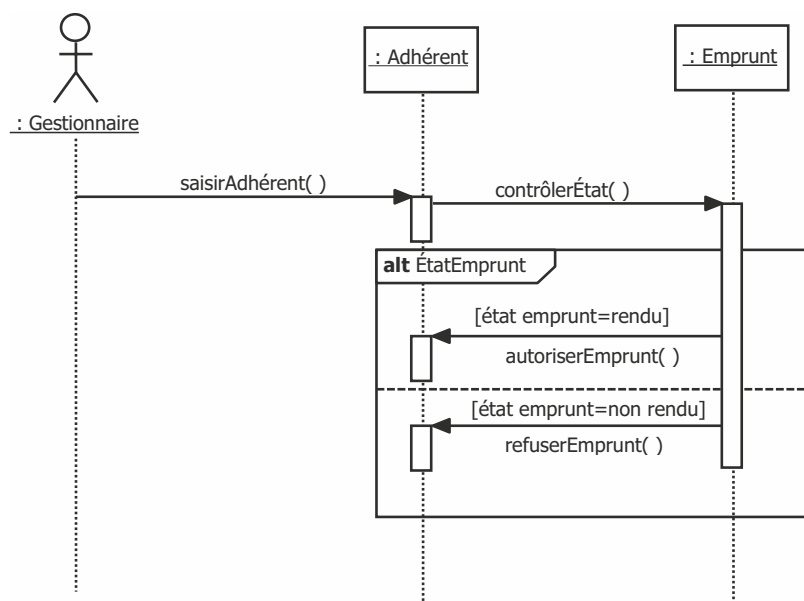 : Adhérent
: Emprunt
: Gestionnaire
saisirAdhérent( )
contrôlerÉtat( )
alt ÉtatEmprunt
[état emprunt=rendu]
autoriserEmprunt( )
[état emprunt=non rendu]
refuserEmprunt( )